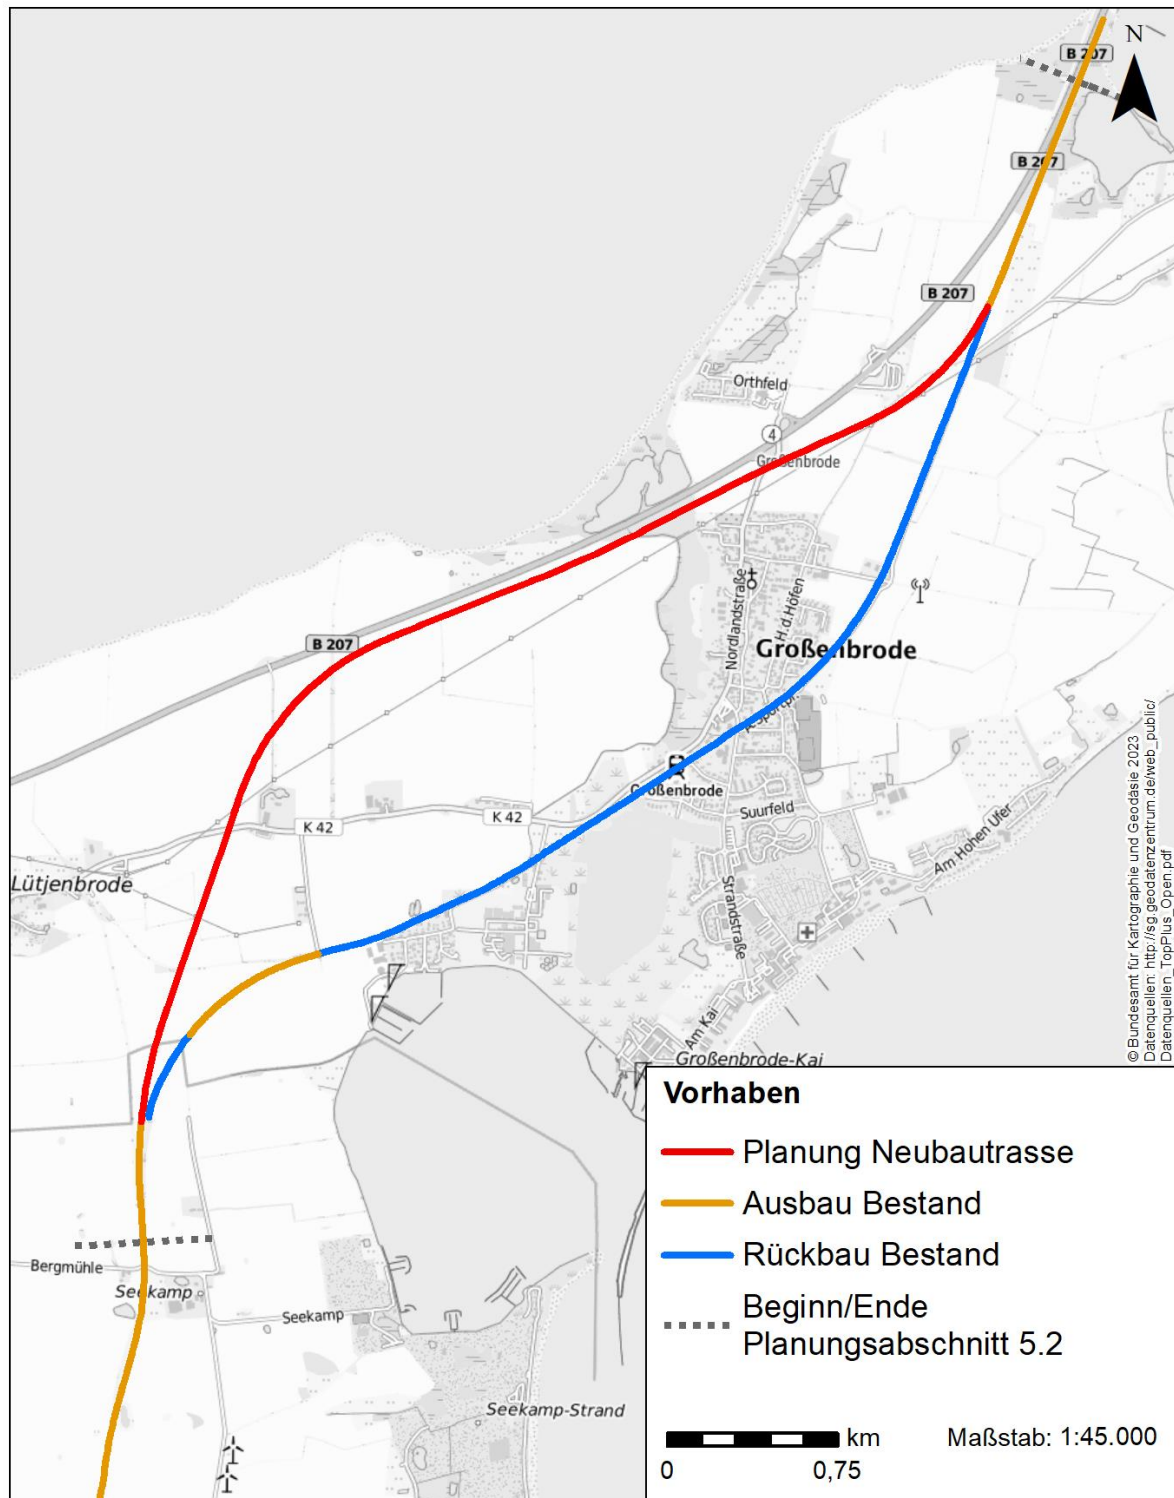 N
B 207
B 207
B 207
Orthfeld
4
Großenbrode
Nordlandstraße
H.d.Höfen
B 207
Großenbrode
A.Sportpl.
Großenbrode
Suurfeld
K 42
K 42
Am Hohen Ufer
Lütjenbrode
Strandstraße
Am Kai
Großenbrode-Kai
Bergmühle
Seekamp
Seekamp
Seekamp-Strand
© Bundesamt für Kartographie und Geodäsie 2023
Datenquellen: http://sg.geodatenzentrum.de/web_public/
Datenquellen_TopPlus_Open.pdf
Vorhaben
Planung Neubautrasse
Ausbau Bestand
Rückbau Bestand
Beginn/Ende
Planungsabschnitt 5.2
km
0 0,75
Maßstab: 1:45.000